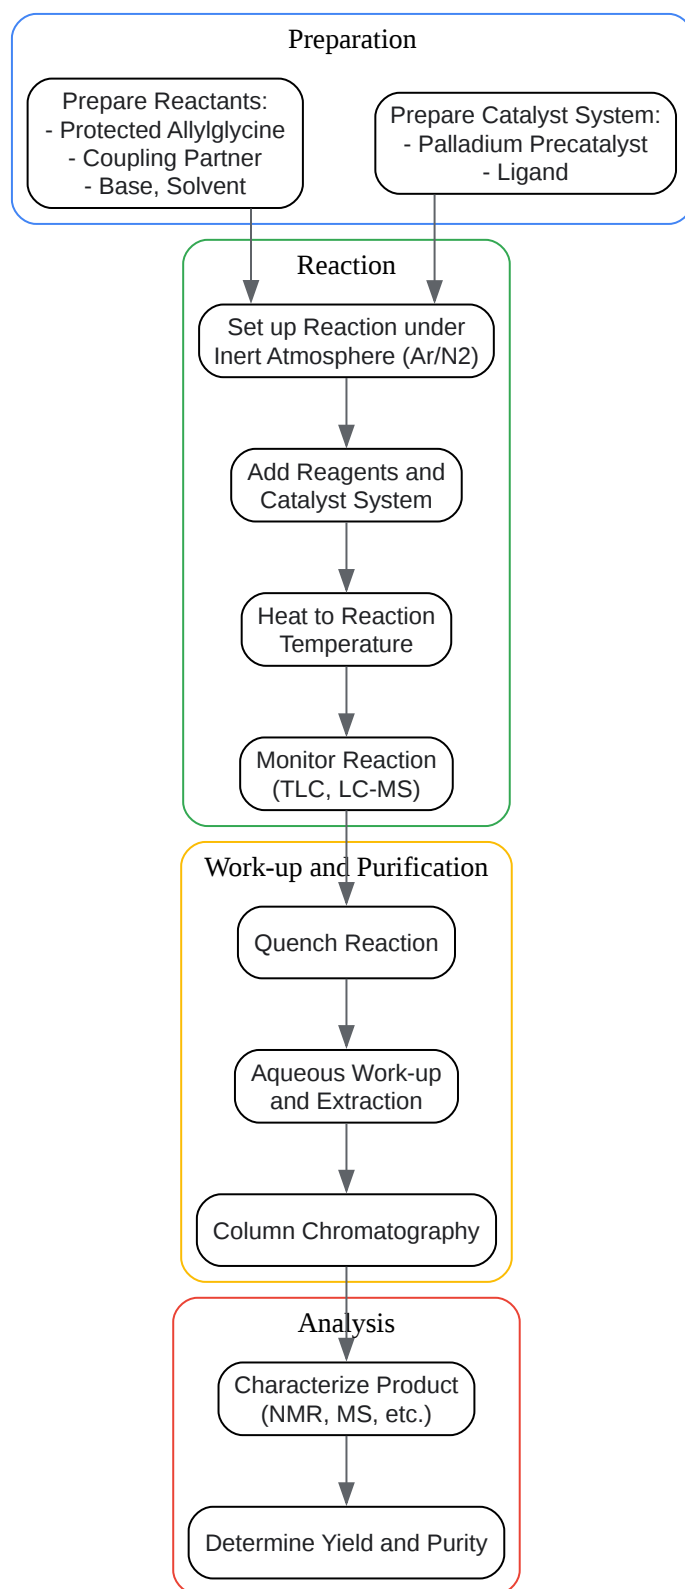 Preparation
Prepare Reactants:
- Protected Allylglycine
- Coupling Partner
- Base, Solvent
Prepare Catalyst System:
- Palladium Precatalyst
- Ligand
Reaction
Set up Reaction under
Inert Atmosphere (Ar/N2)
Add Reagents and
Catalyst System
Heat to Reaction
Temperature
Monitor Reaction
(TLC, LC-MS)
Work-up and Purification
Quench Reaction
Aqueous Work-up
and Extraction
Column Chromatography
Analysis
Characterize Product
(NMR, MS, etc.)
Determine Yield and Purity